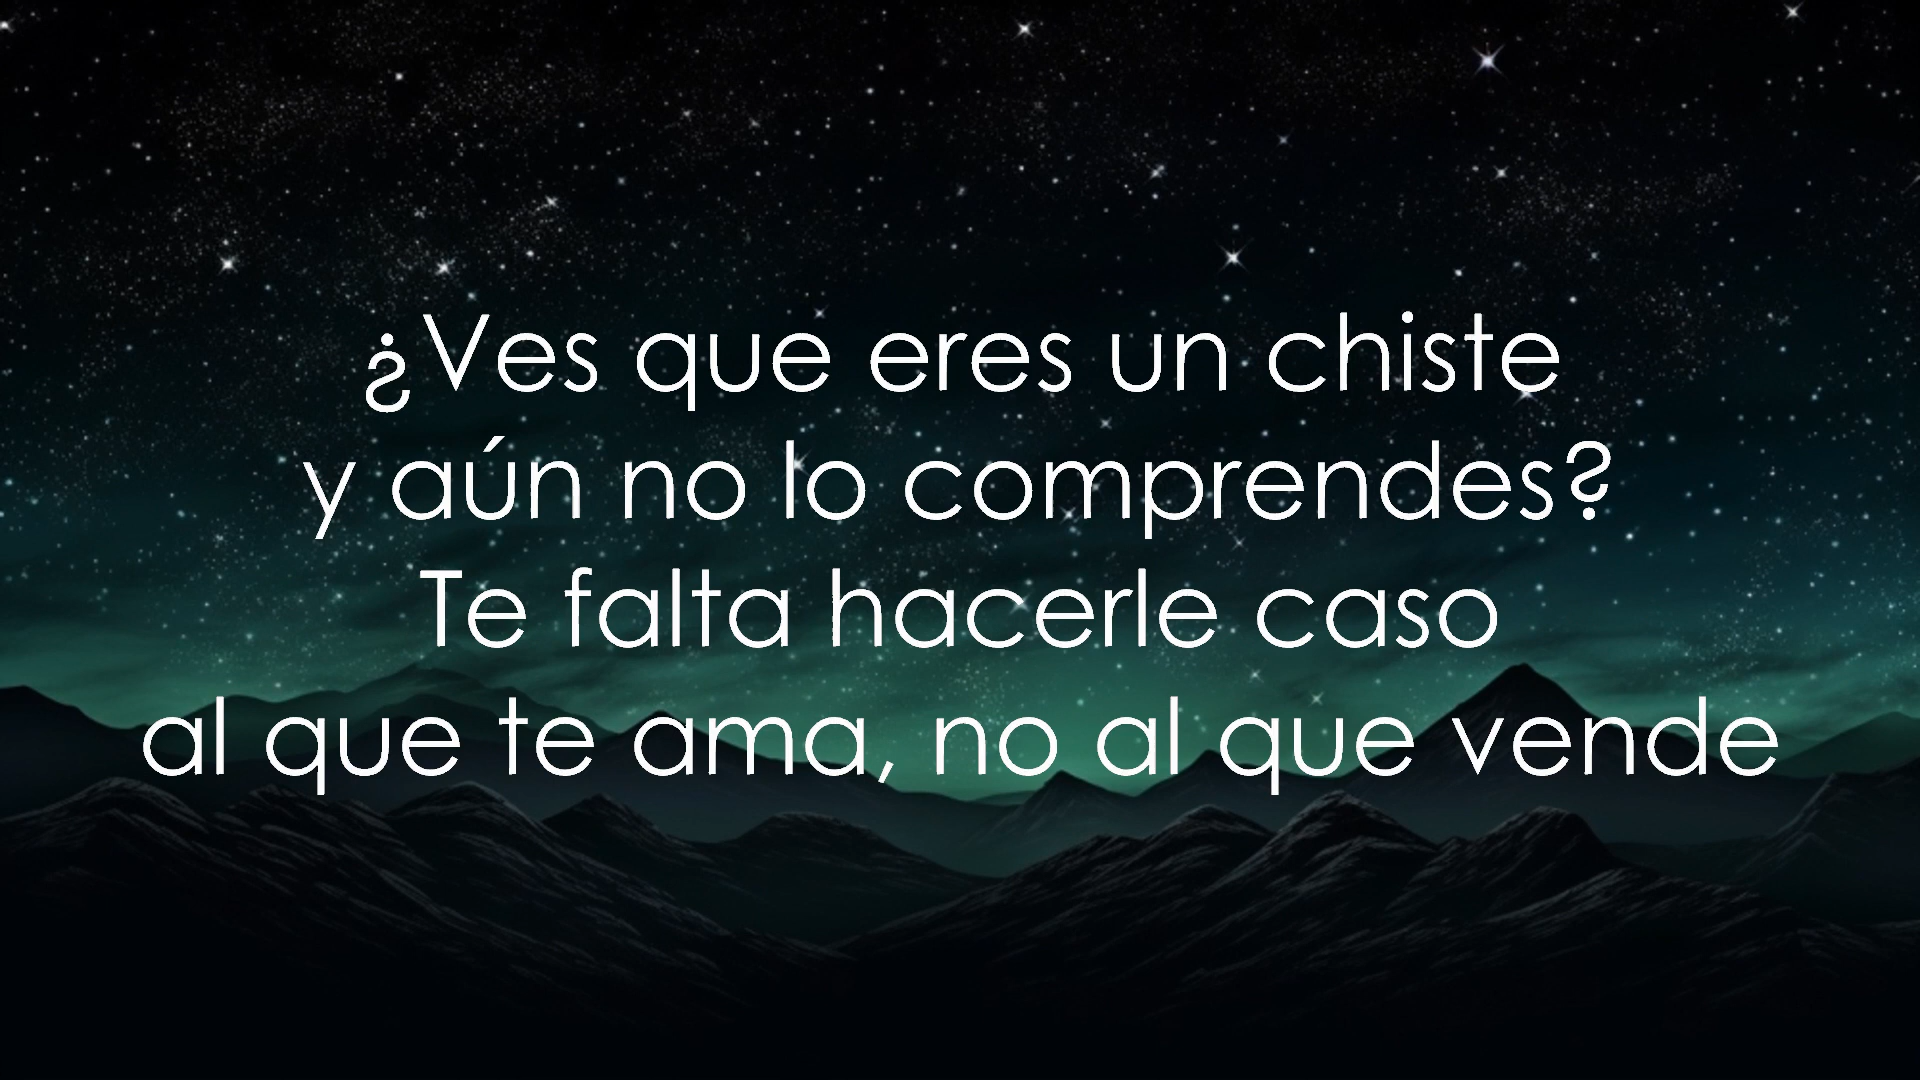 ¿Ves que eres un chiste
y aún no lo comprendes?
Te falta hacerle caso
al que te ama, no al que vende